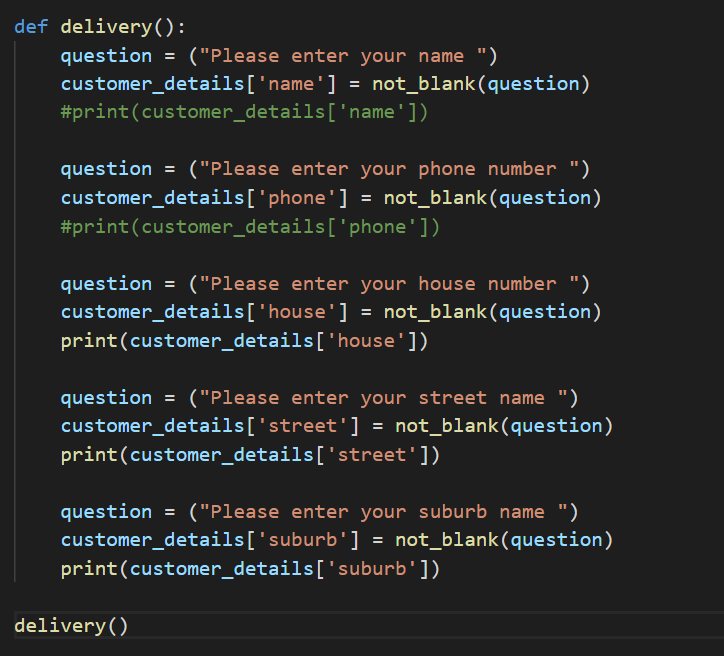 def delivery():
    question = ("Please enter your name ")
    customer_details['name'] = not_blank(question)
    #print(customer_details['name'])

    question = ("Please enter your phone number ")
    customer_details['phone'] = not_blank(question)
    #print(customer_details['phone'])

    question = ("Please enter your house number ")
    customer_details['house'] = not_blank(question)
    print(customer_details['house'])

    question = ("Please enter your street name ")
    customer_details['street'] = not_blank(question)
    print(customer_details['street'])

    question = ("Please enter your suburb name ")
    customer_details['suburb'] = not_blank(question)
    print(customer_details['suburb'])

delivery()